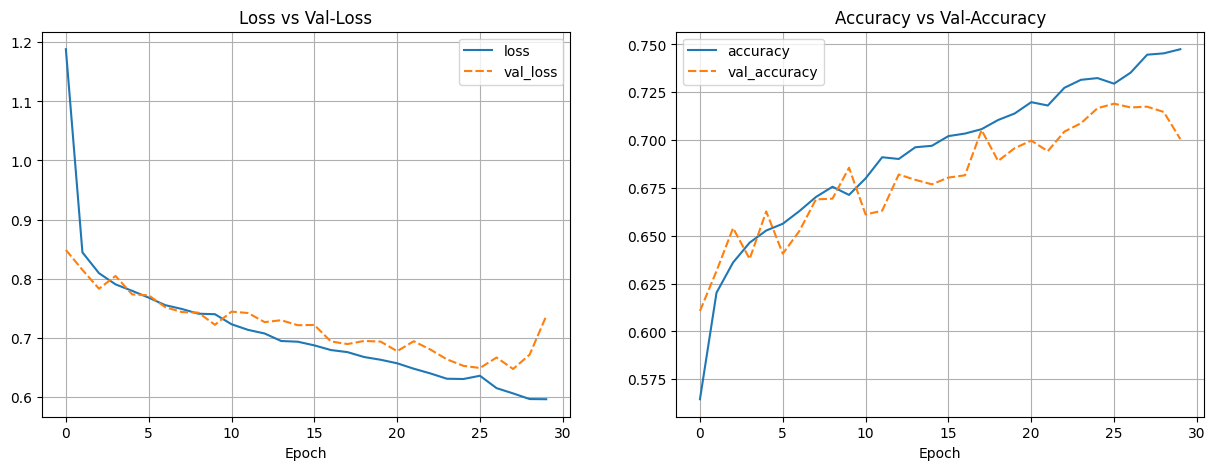 Loss vs Val-Loss
1.2
1.1
1.0
0.9
0.8
0.7
0.6
0 5 10 15 20 25 30
Epoch
loss
val_loss
Accuracy vs Val-Accuracy
0.750
0.725
0.700
0.675
0.650
0.625
0.600
0.575
0 5 10 15 20 25 30
Epoch
accuracy
val_accuracy